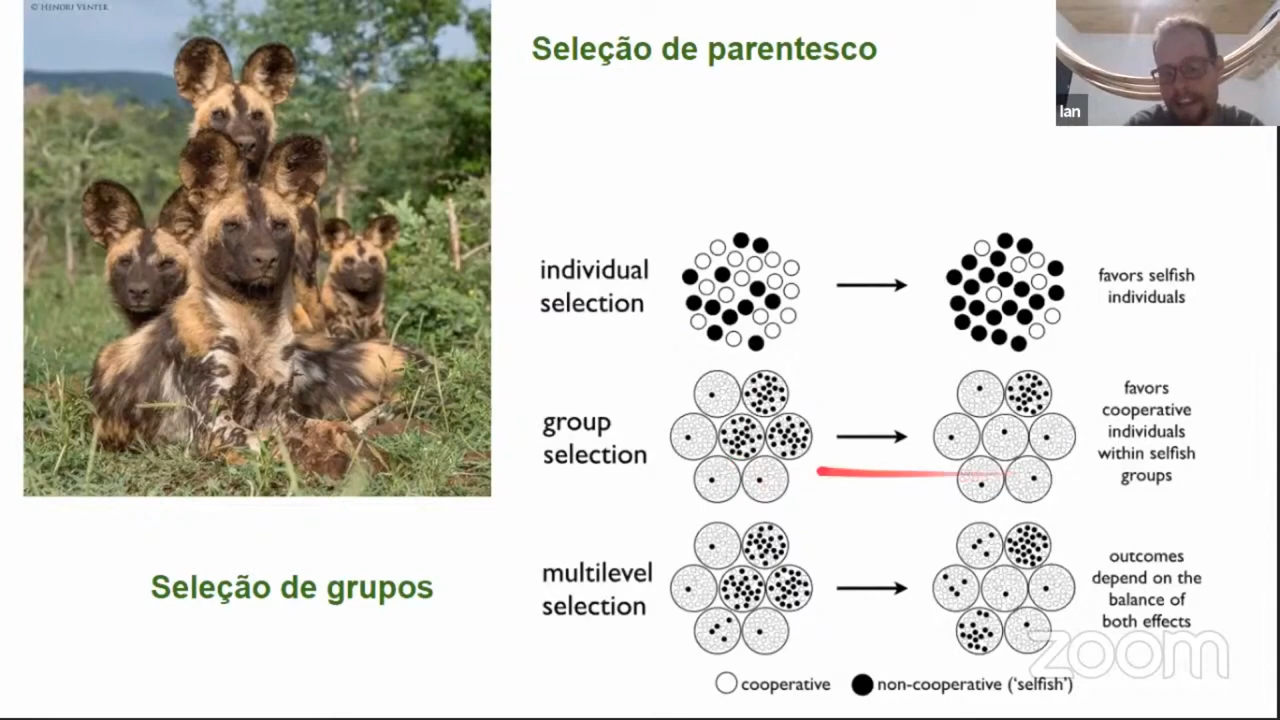 © HENDRI VENTER
Seleção de parentesco
Ian
individual
selection
favors selfish
individuals
group
selection
favors
cooperative
individuals
within selfish
groups
Seleção de grupos
multilevel
selection
outcomes
depend on the
balance of
both effects
zoom
cooperative
non-cooperative ('selfish')